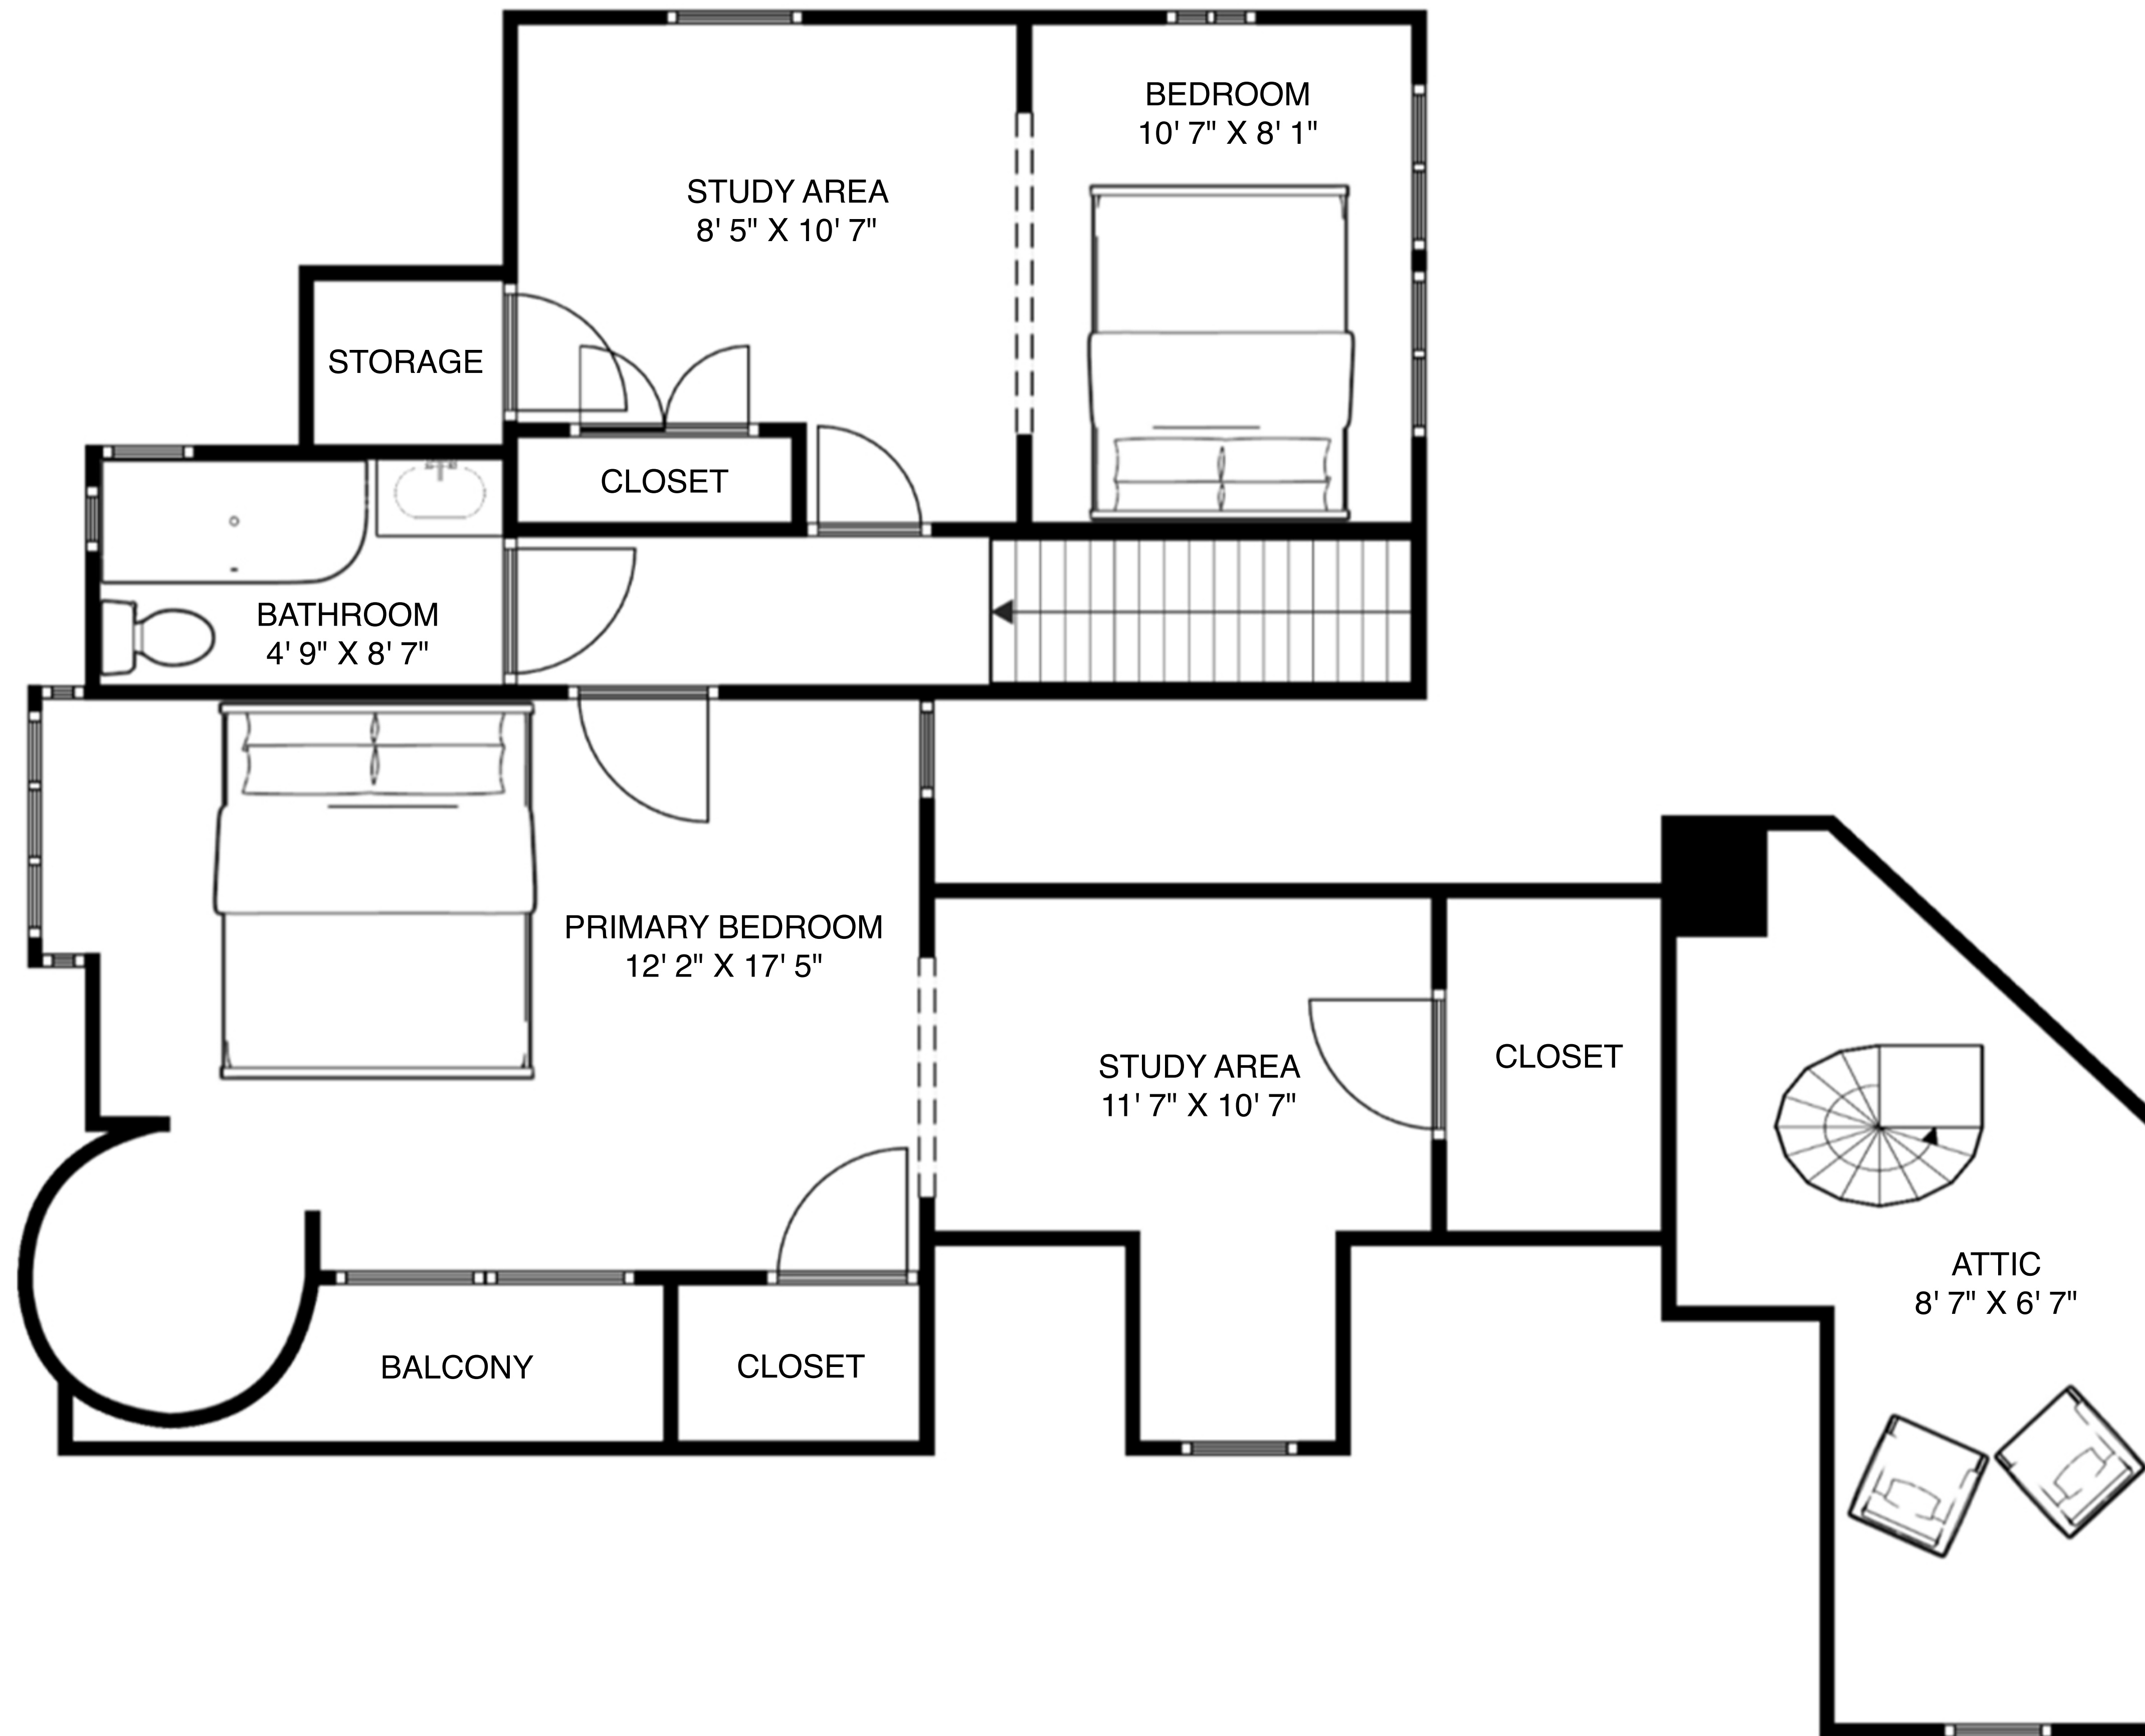 BEDROOM
10' 7" X 8' 1"
STUDY AREA
8' 5" X 10' 7"
STORAGE
CLOSET
BATHROOM
4' 9" X 8' 7"
PRIMARY BEDROOM
12' 2" X 17' 5"
STUDY AREA
11' 7" X 10' 7"
CLOSET
ATTIC
8' 7" X 6' 7"
BALCONY
CLOSET